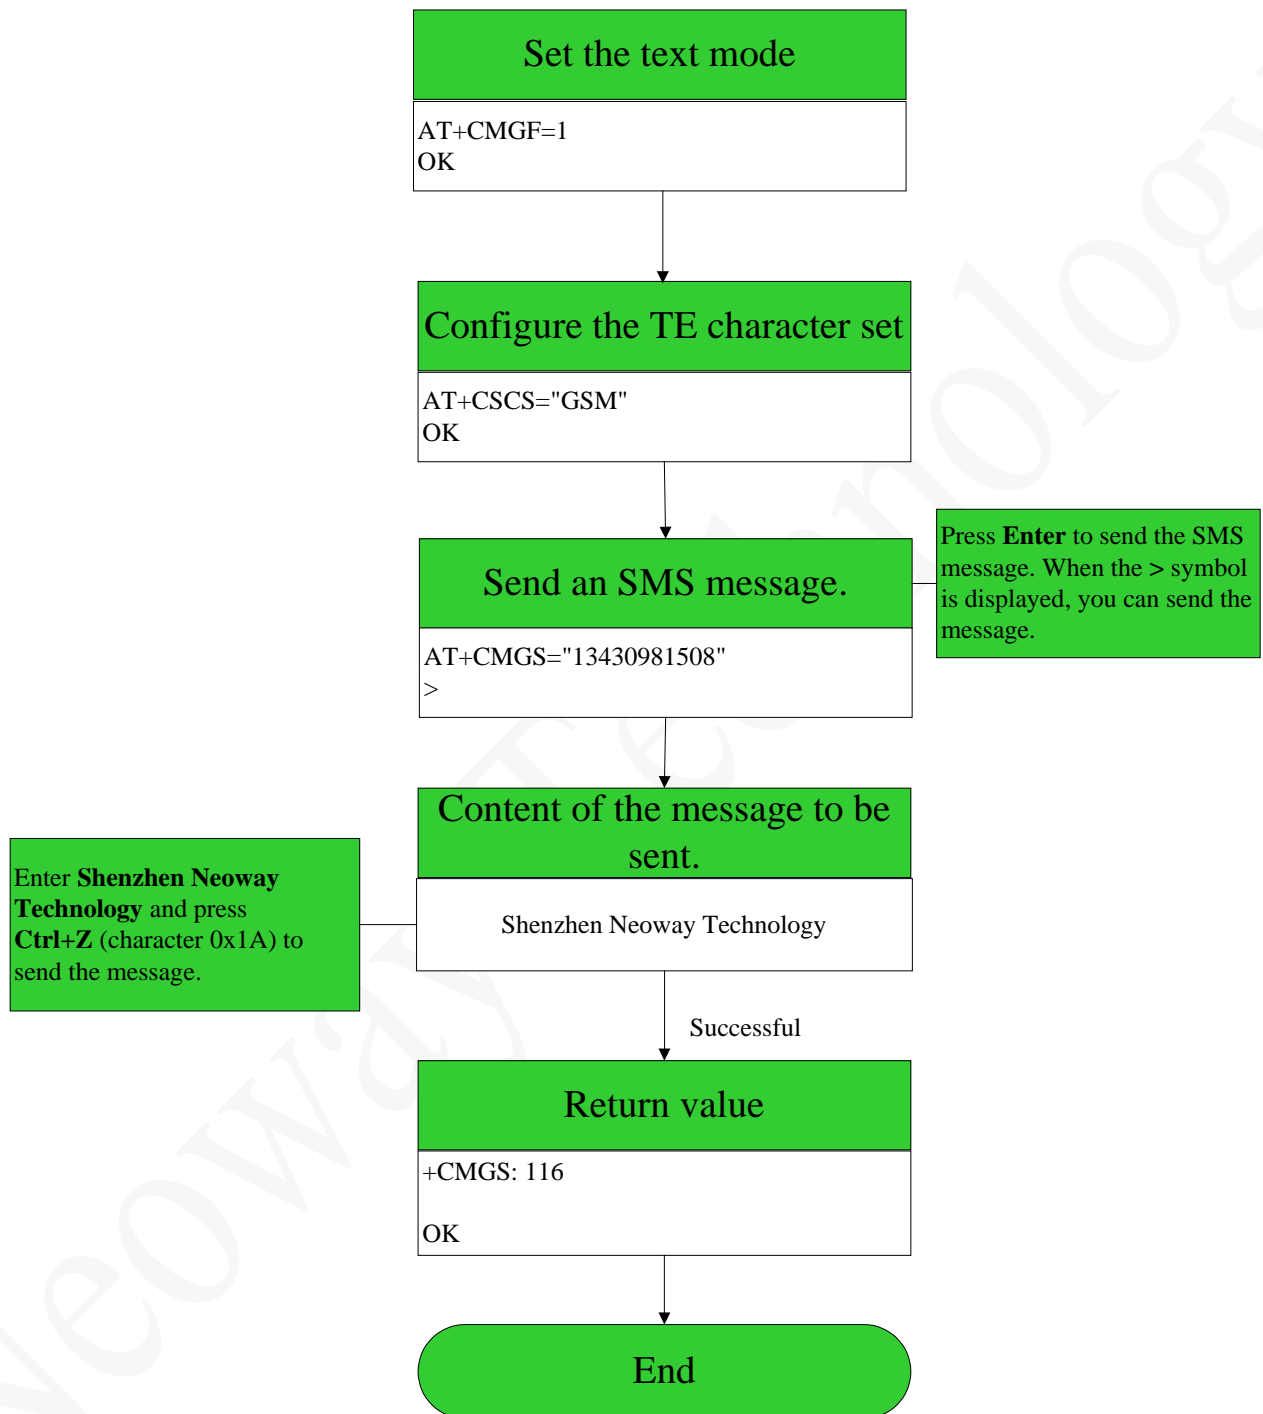 Set the text mode
AT+CMGF=1
OK
Configure the TE character set
AT+CSCS="GSM"
OK
Send an SMS message.
Press Enter to send the SMS
message. When the > symbol
is displayed, you can send the
message.
AT+CMGS="13430981508"
>
Content of the message to be
sent.
Enter Shenzhen Neoway
Technology and press
Ctrl+Z (character 0x1A) to
send the message.
Shenzhen Neoway Technology
Successful
Return value
+CMGS: 116
OK
End
Neoway Technology